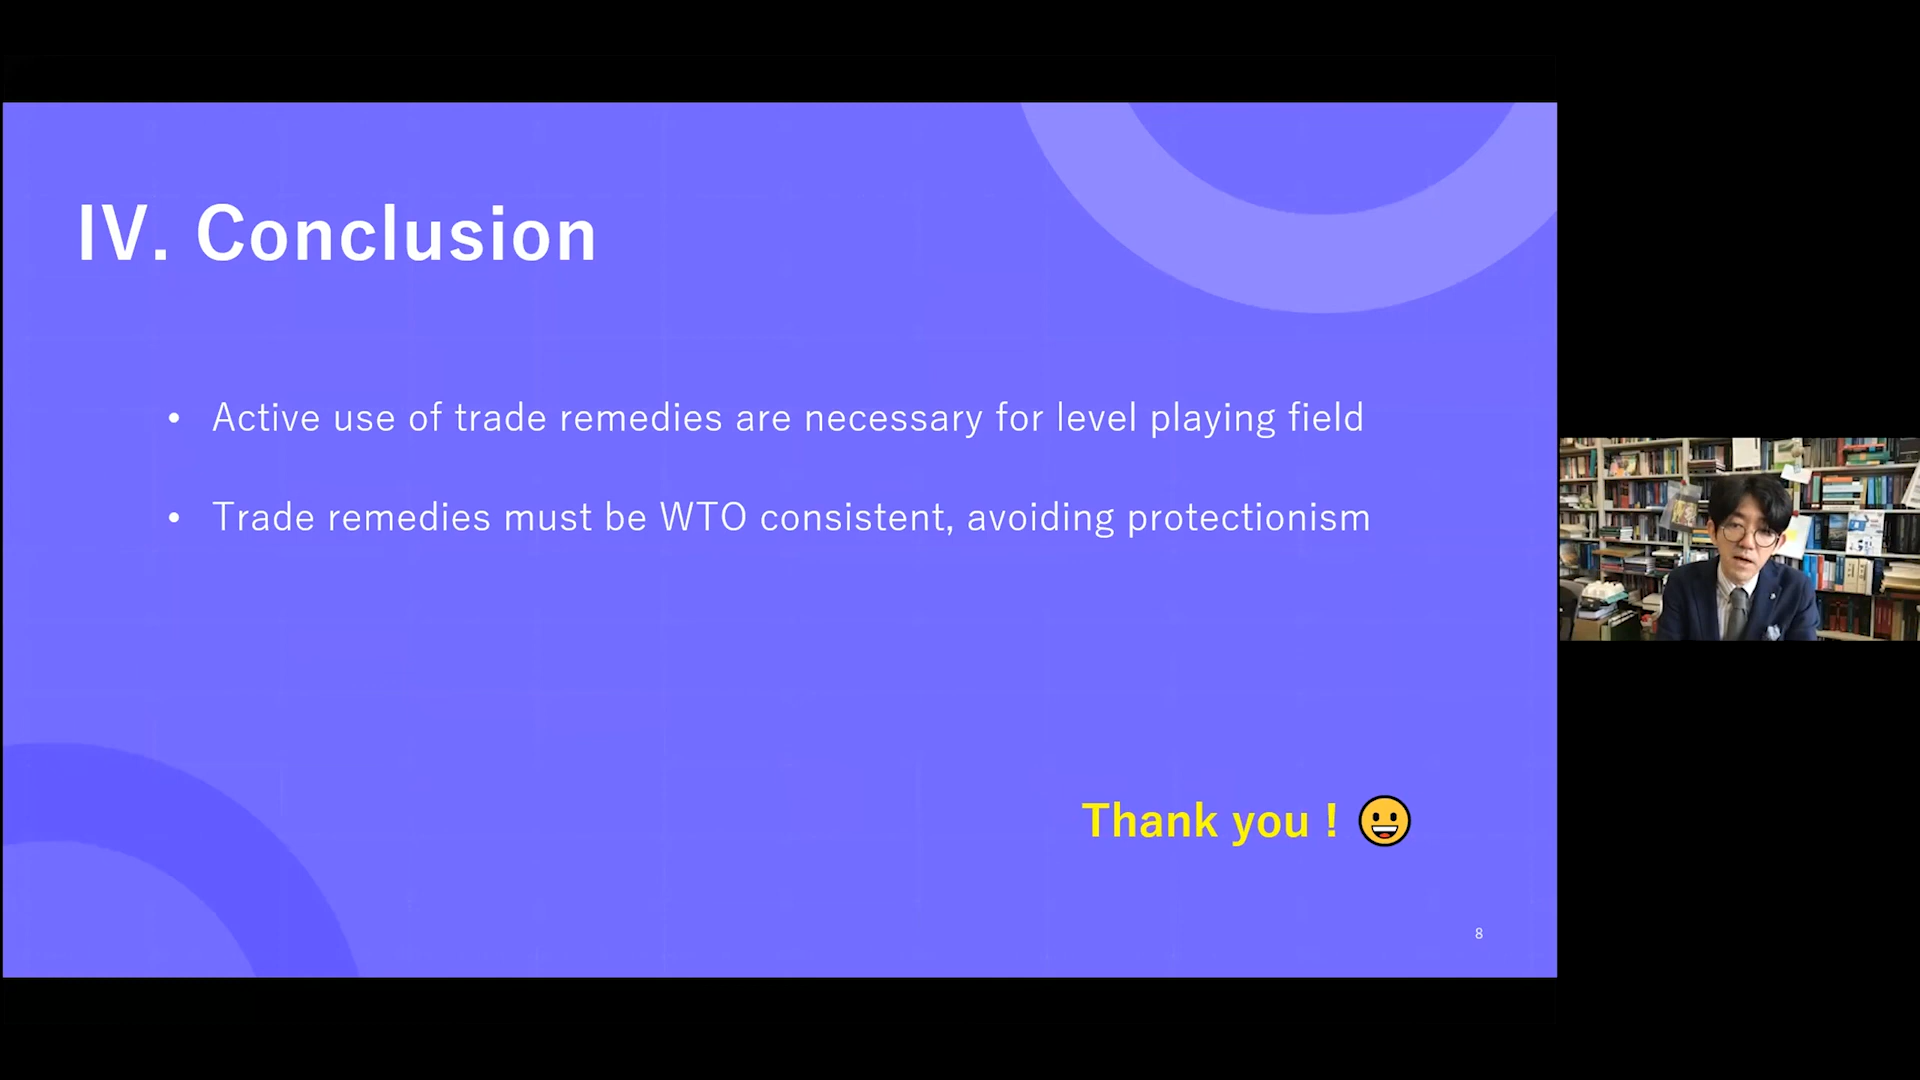 IV. Conclusion
• Active use of trade remedies are necessary for level playing field
• Trade remedies must be WTO consistent, avoiding protectionism
Thank you ! 😀
8